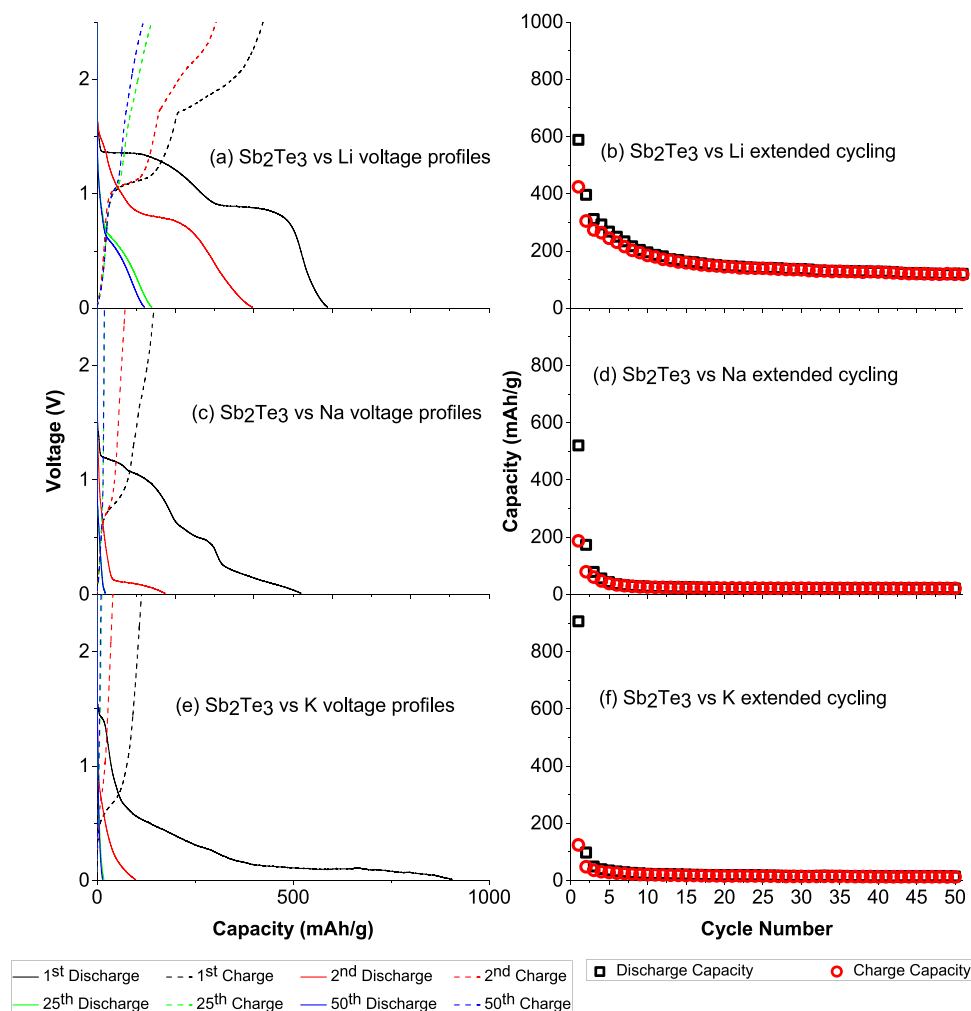 2
1
0
(a) Sb2Te3 vs Li voltage profiles
1000
800
600
400
200
0
(b) Sb2Te3 vs Li extended cycling
Voltage (V)
2
1
0
(c) Sb2Te3 vs Na voltage profiles
Capacity (mAh/g)
800
600
400
200
0
(d) Sb2Te3 vs Na extended cycling
2
1
0
(e) Sb2Te3 vs K voltage profiles
800
600
400
200
0
(f) Sb2Te3 vs K extended cycling
0 500 1000
Capacity (mAh/g)
0 5 10 15 20 25 30 35 40 45 50
Cycle Number
1st Discharge 1st Charge 2nd Discharge 2nd Charge
25th Discharge 25th Charge 50th Discharge 50th Charge
Discharge Capacity Charge Capacity